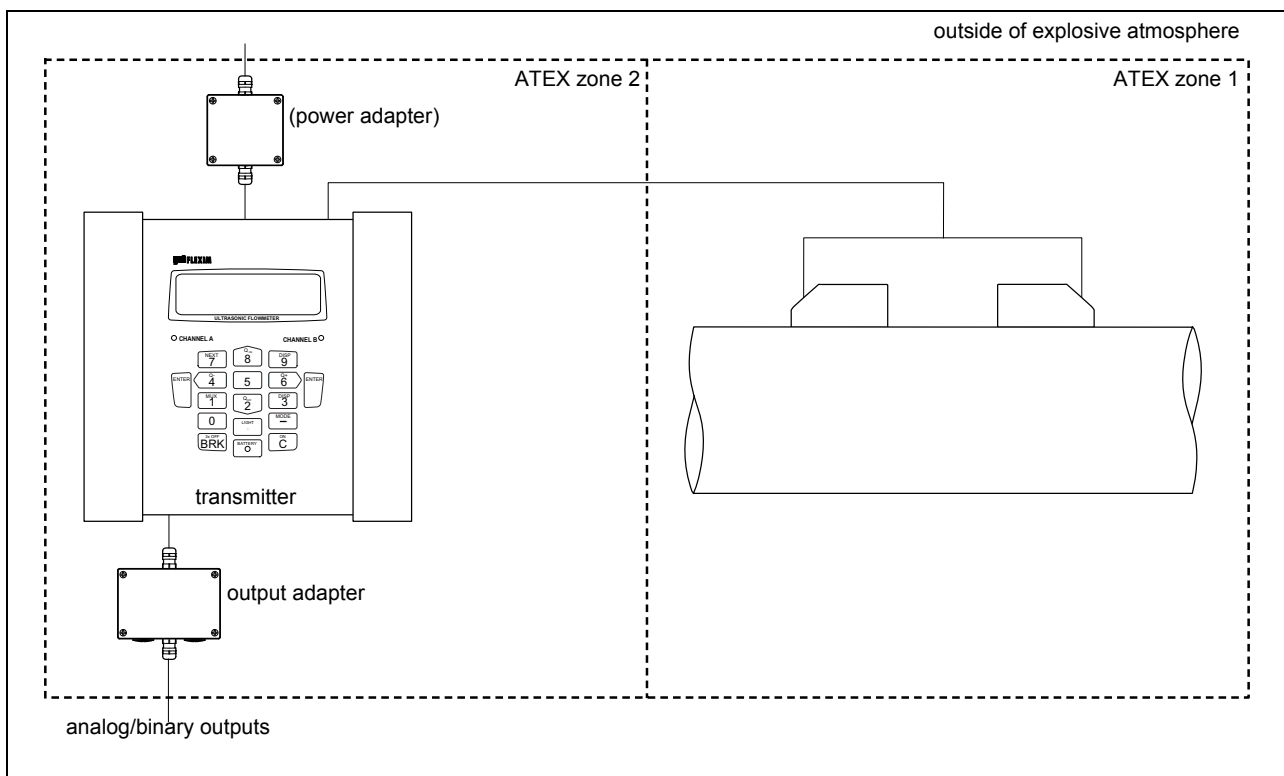 outside of explosive atmosphere
ATEX zone 2
ATEX zone 1
(power adapter)
FLEXIM
ULTRASONIC FLOWMETER
CHANNEL A
CHANNEL B
NEXT
7
8
DISP
9
ENTER
4
5
6
ENTER
MUX
1
2
DISP
3
0
LIGHT
MODE
2x OFF
BRK
BATTERY
ON
C
transmitter
output adapter
analog/binary outputs